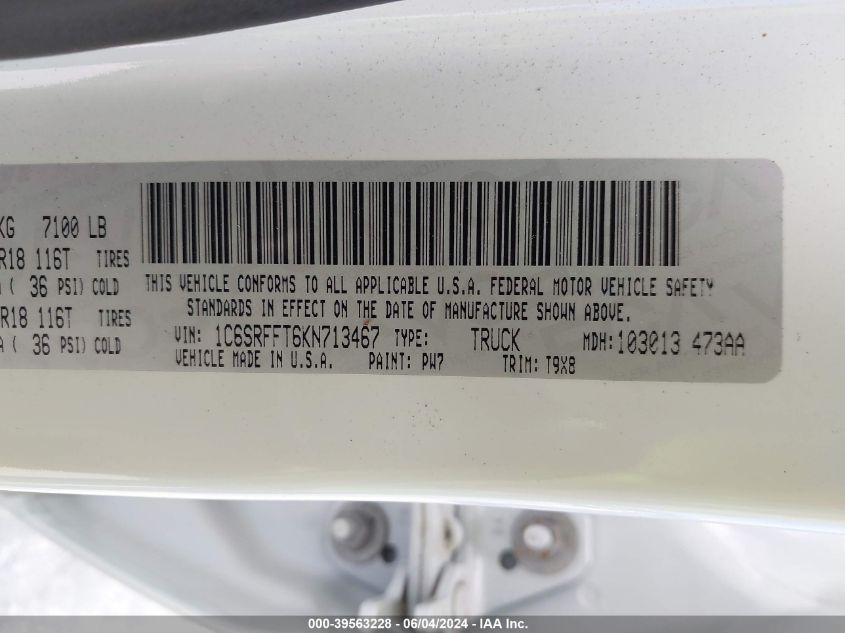 KG 7100 LB
R18 116T TIRES
( 36 PSI) COLD
R18 116T TIRES
A ( 36 PSI) COLD
THIS VEHICLE CONFORMS TO ALL APPLICABLE U.S.A. FEDERAL MOTOR VEHICLE SAFETY
STANDARDS IN EFFECT ON THE DATE OF MANUFACTURE SHOWN ABOVE.
VIN: 1C6SRFFT6KN713467 TYPE: TRUCK MDH:103013 473AA
VEHICLE MADE IN U.S.A. PAINT: PW7 TRIM: T9X8
000-39563228 - 06/04/2024 - IAAI, Inc.